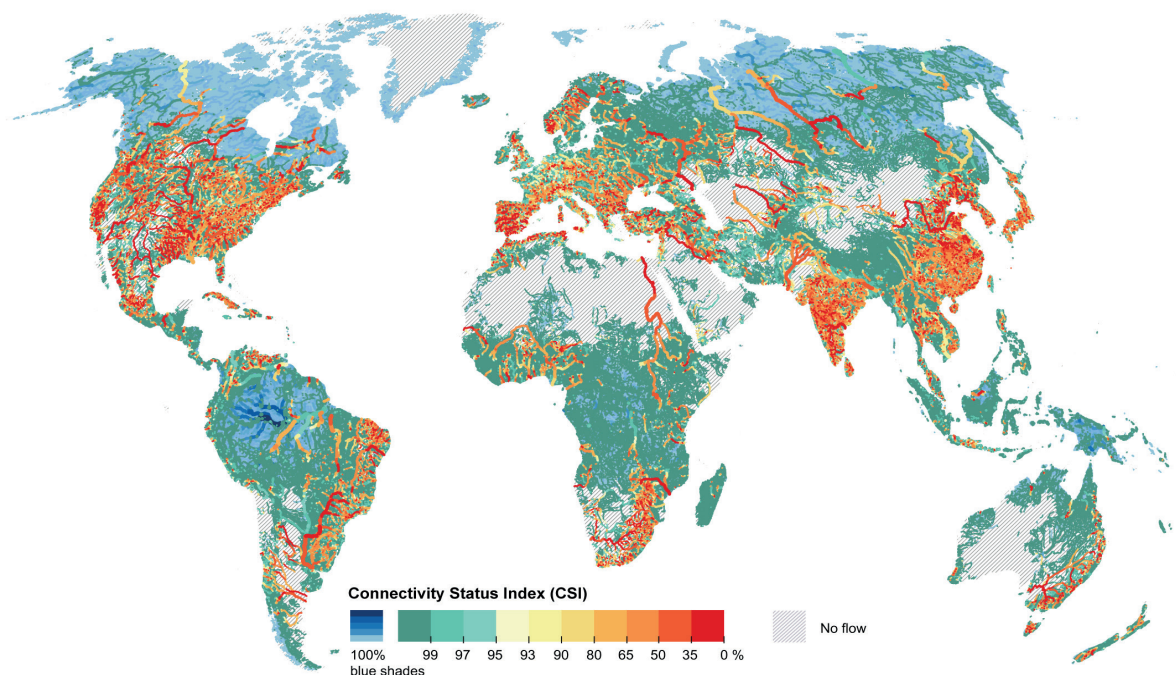 Connectivity Status Index (CSI)
No flow
100% 99 97 95 93 90 80 65 50 35 0 %
blue shades